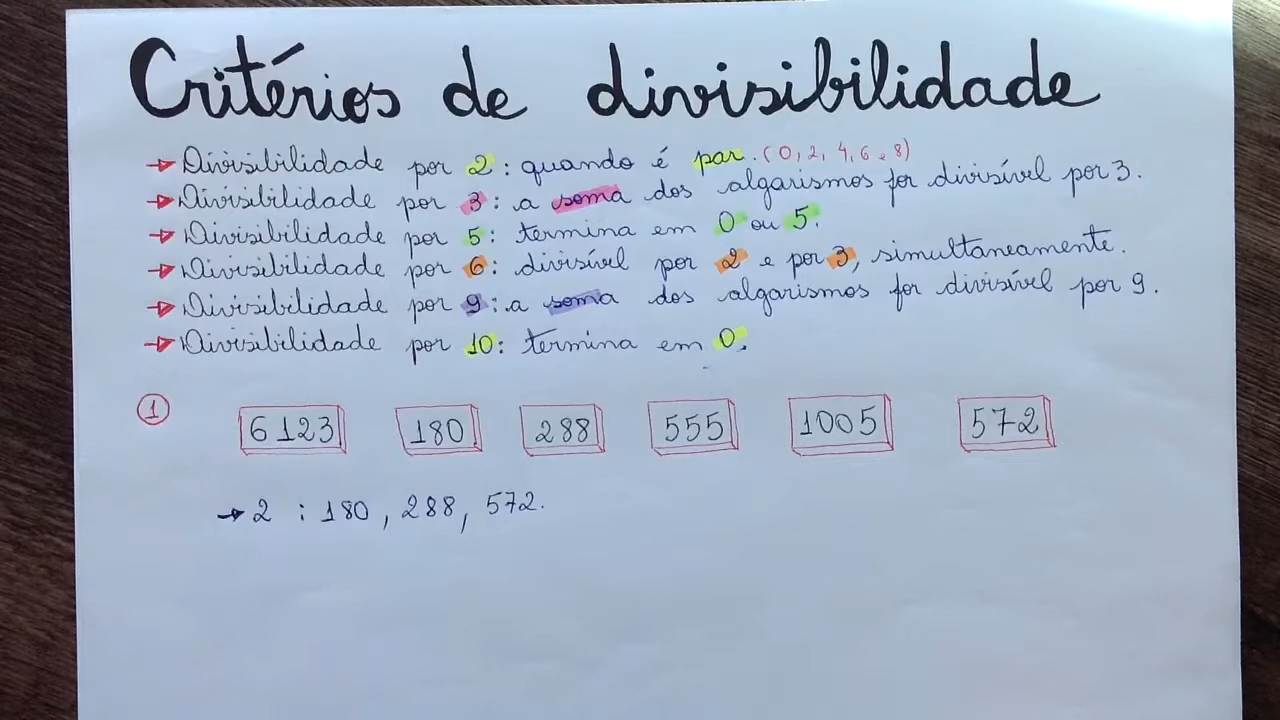 Critérios de divisibilidade
→ Divisibilidade por 2: quando é par. (0, 2, 4, 6 e 8)
→ Divisibilidade por 3: a soma dos algarismos for divisível por 3.
→ Divisibilidade por 5: termina em 0 ou 5.
→ Divisibilidade por 6: divisível por 2 e por 3, simultaneamente.
→ Divisibilidade por 9: a soma dos algarismos for divisível por 9.
→ Divisibilidade por 10: termina em 0.
1 6123 180 288 555 1005 572
→ 2 : 180, 288, 572.